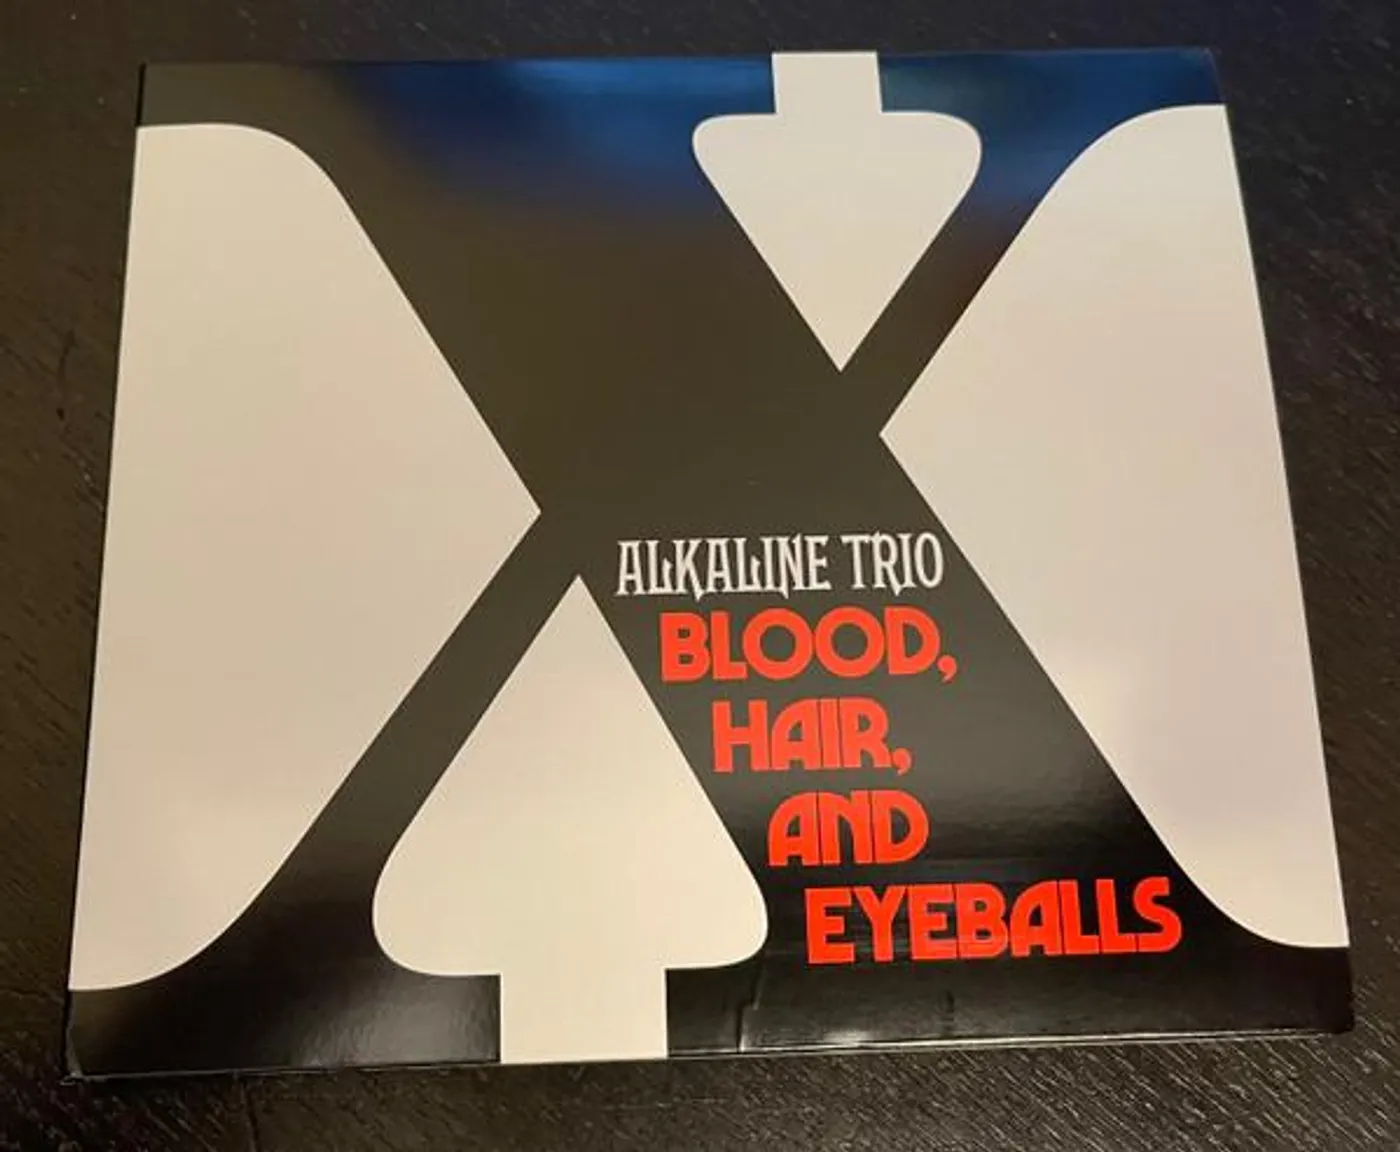 ALKALINE TRIO
BLOOD,
HAIR,
AND
EYEBALLS